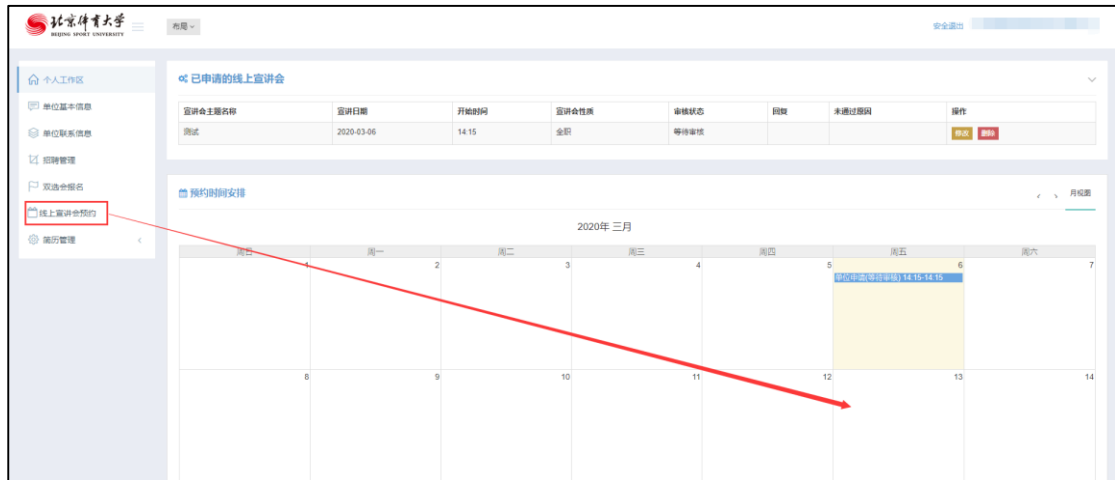 北京体育大学
BEIJING SPORT UNIVERSITY
布局
安全退出
个人工作区
单位基本信息
单位联系信息
招聘管理
双选会报名
线上宣讲会预约
简历管理
已申请的线上宣讲会
宣讲会主题名称 宣讲日期 开始时间 宣讲会性质 审核状态 回复 未通过原因 操作
测试 2020-03-06 14:15 全职 等待审核 修改 删除
预约时间安排
月视图
2020年 三月
周日 周一 周二 周三 周四 周五 周六
1 2 3 4 5 6 7
单位申请(等待审核) 14:15-14:15
8 9 10 11 12 13 14